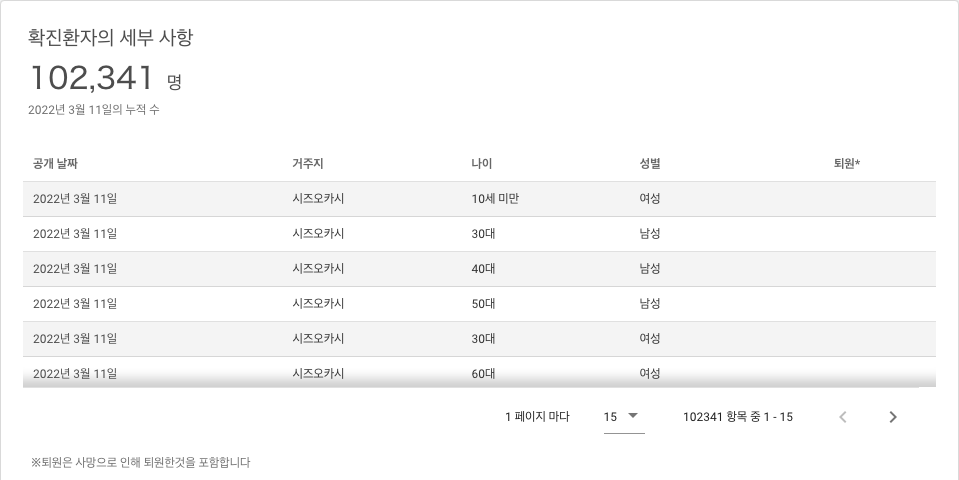 확진환자의 세부 사항
102,341 명
2022년 3월 11일의 누적 수
공개 날짜 거주지 나이 성별 퇴원*
2022년 3월 11일 시즈오카시 10세 미만 여성
2022년 3월 11일 시즈오카시 30대 남성
2022년 3월 11일 시즈오카시 40대 남성
2022년 3월 11일 시즈오카시 50대 남성
2022년 3월 11일 시즈오카시 30대 여성
2022년 3월 11일 시즈오카시 60대 여성
1 페이지 마다 15 102341 항목 중 1 - 15
※퇴원은 사망으로 인해 퇴원한것을 포함합니다